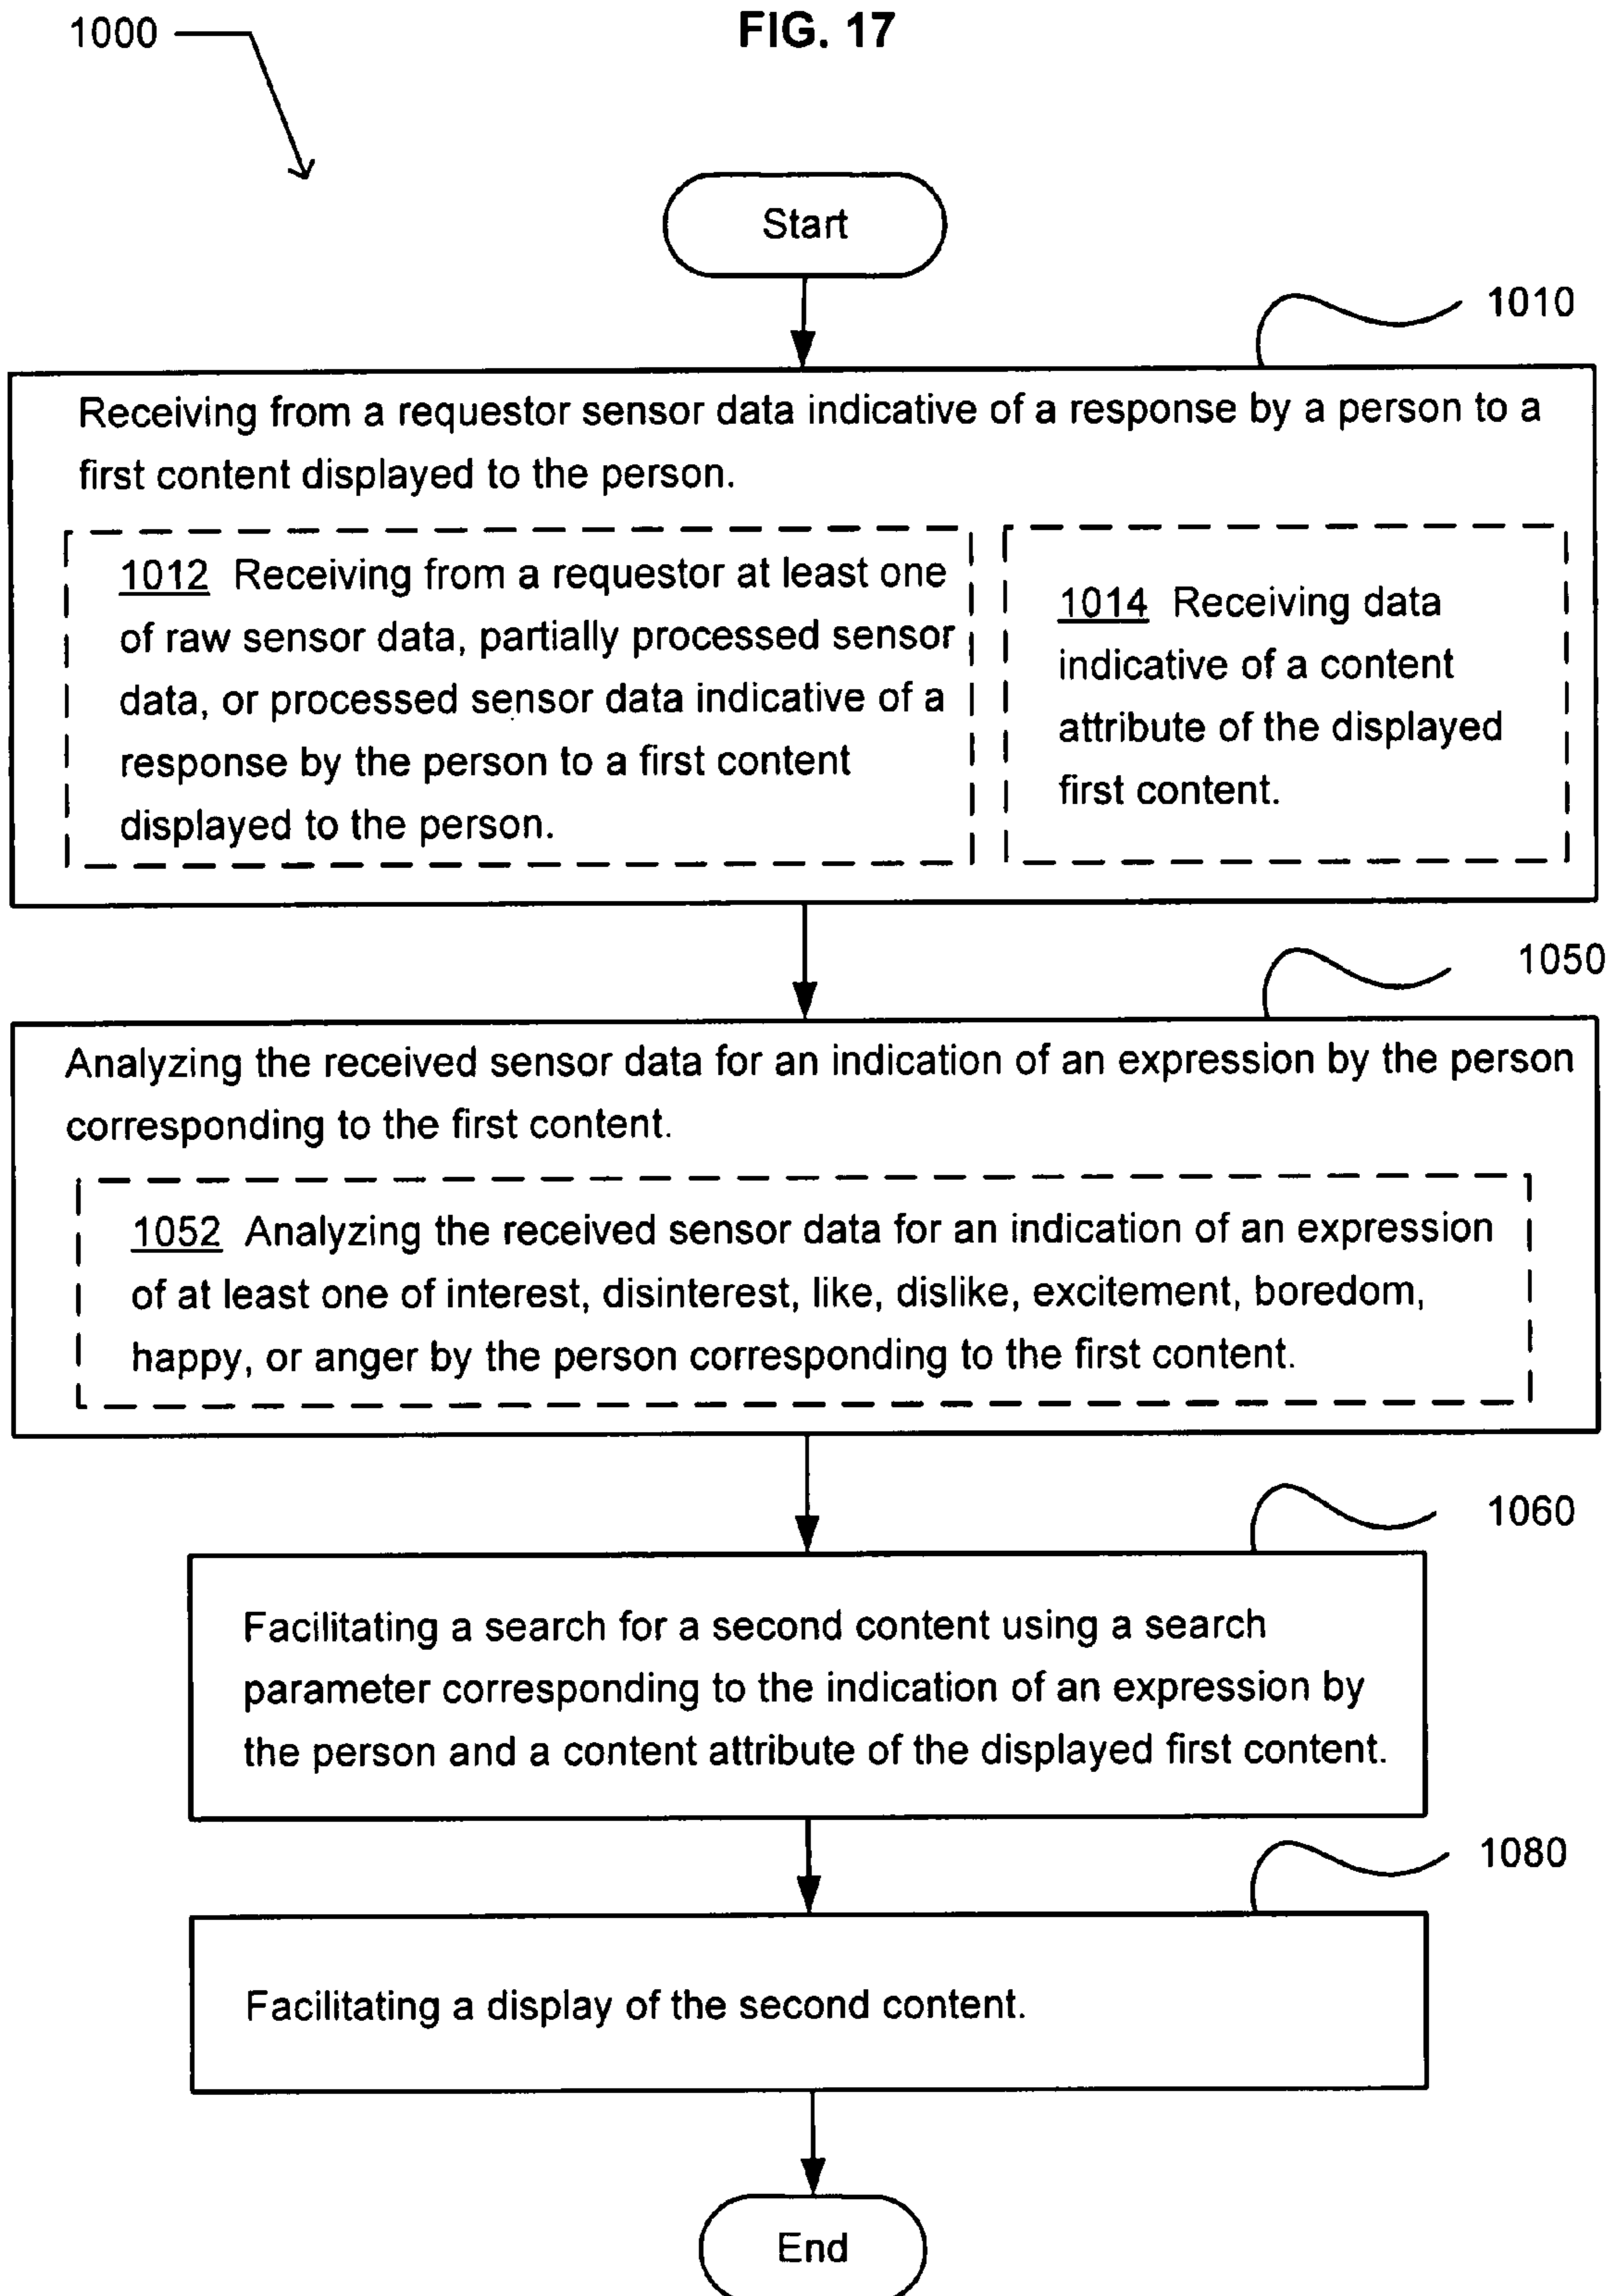 1000
FIG. 17
Start
1010
Receiving from a requestor sensor data indicative of a response by a person to a
first content displayed to the person.
1012 Receiving from a requestor at least one
of raw sensor data, partially processed sensor
data, or processed sensor data indicative of a
response by the person to a first content
displayed to the person.
1014 Receiving data
indicative of a content
attribute of the displayed
first content.
1050
Analyzing the received sensor data for an indication of an expression by the person
corresponding to the first content.
1052 Analyzing the received sensor data for an indication of an expression
of at least one of interest, disinterest, like, dislike, excitement, boredom,
happy, or anger by the person corresponding to the first content.
1060
Facilitating a search for a second content using a search
parameter corresponding to the indication of an expression by
the person and a content attribute of the displayed first content.
1080
Facilitating a display of the second content.
End